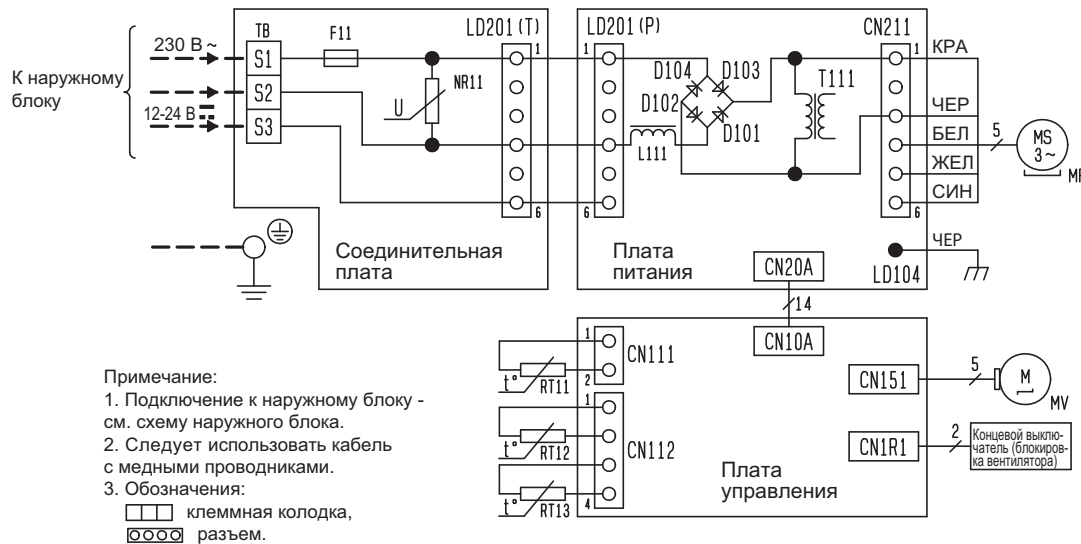 К наружному
блоку
230 В ~
12-24 В
TB
S1
S2
S3
F11
U
NR11
LD201 (T)
1
6
Соединительная
плата
LD201 (P)
1
6
D104
D103
D102
D101
L111
T111
CN211
1
6
КРА
ЧЕР
БЕЛ
ЖЕЛ
СИН
5
MS
3~
ЧЕР
LD104
Плата
питания
CN20A
14
CN10A
1
2
CN111
t°
RT11
1
4
CN112
t°
RT12
t°
RT13
CN151
5
M
MV
CN1R1
2
Концевой выклю-
чатель (блокиров-
ка вентилятора)
Плата
управления
Примечание:
1. Подключение к наружному блоку -
см. схему наружного блока.
2. Следует использовать кабель
с медными проводниками.
3. Обозначения:
клеммная колодка,
разъем.